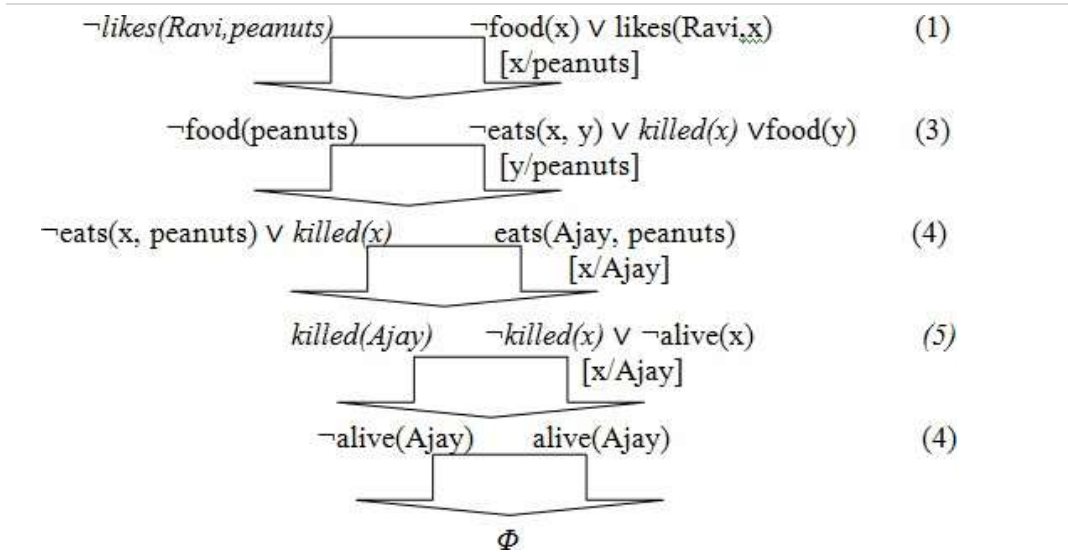 ¬likes(Ravi,peanuts) ¬food(x) ∨ likes(Ravi,x) (1)
[x/peanuts]
¬food(peanuts) ¬eats(x, y) ∨ killed(x) ∨food(y) (3)
[y/peanuts]
¬eats(x, peanuts) ∨ killed(x) eats(Ajay, peanuts) (4)
[x/Ajay]
killed(Ajay) ¬killed(x) ∨ ¬alive(x) (5)
[x/Ajay]
¬alive(Ajay) alive(Ajay) (4)
Φ